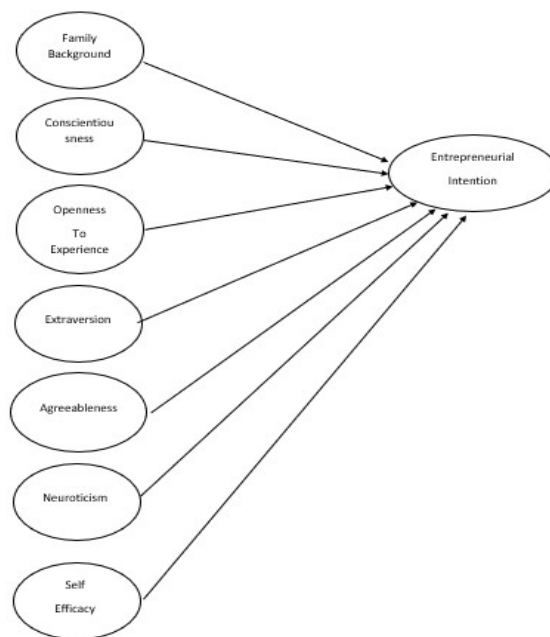 Family
Background
Conscientiou
sness
Openness
To
Experience
Extraversion
Agreeableness
Neuroticism
Self
Efficacy
Entrepreneurial
Intention